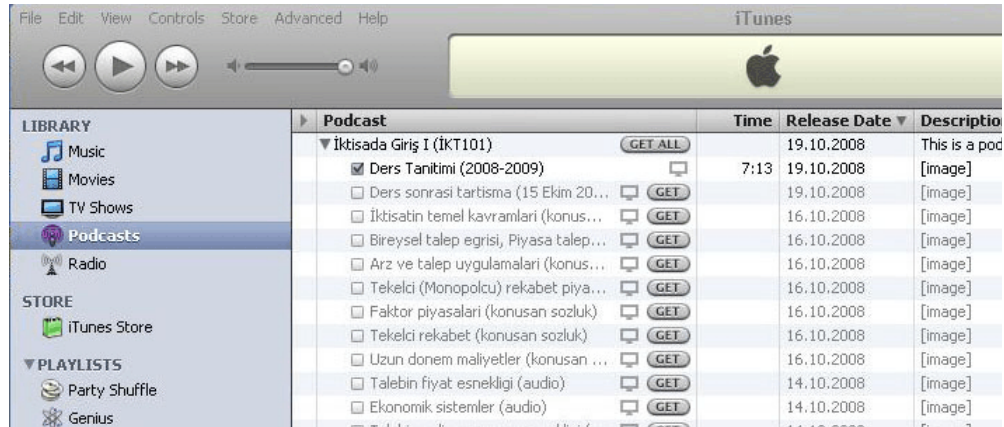 File Edit View Controls Store Advanced Help iTunes
LIBRARY
Music
Movies
TV Shows
Podcasts
Radio
STORE
iTunes Store
PLAYLISTS
Party Shuffle
Genius
Podcast Time Release Date Description
İktisada Giriş I (İKT101) GET ALL 19.10.2008 This is a pod
Ders Tanitimi (2008-2009) 7:13 19.10.2008 [image]
Ders sonrasi tartisma (15 Ekim 20... GET 19.10.2008 [image]
İktisatin temel kavramlari (konus... GET 16.10.2008 [image]
Bireysel talep egrisi, Piyasa talep... GET 16.10.2008 [image]
Arz ve talep uygulamalari (konus... GET 16.10.2008 [image]
Tekelci (Monopolcu) rekabet piya... GET 16.10.2008 [image]
Faktor piyasalari (konusan sozluk) GET 16.10.2008 [image]
Tekelci rekabet (konusan sozluk) GET 16.10.2008 [image]
Uzun donem maliyetler (konusan ... GET 16.10.2008 [image]
Talebin fiyat esnekligi (audio) GET 14.10.2008 [image]
Ekonomik sistemler (audio) GET 14.10.2008 [image]